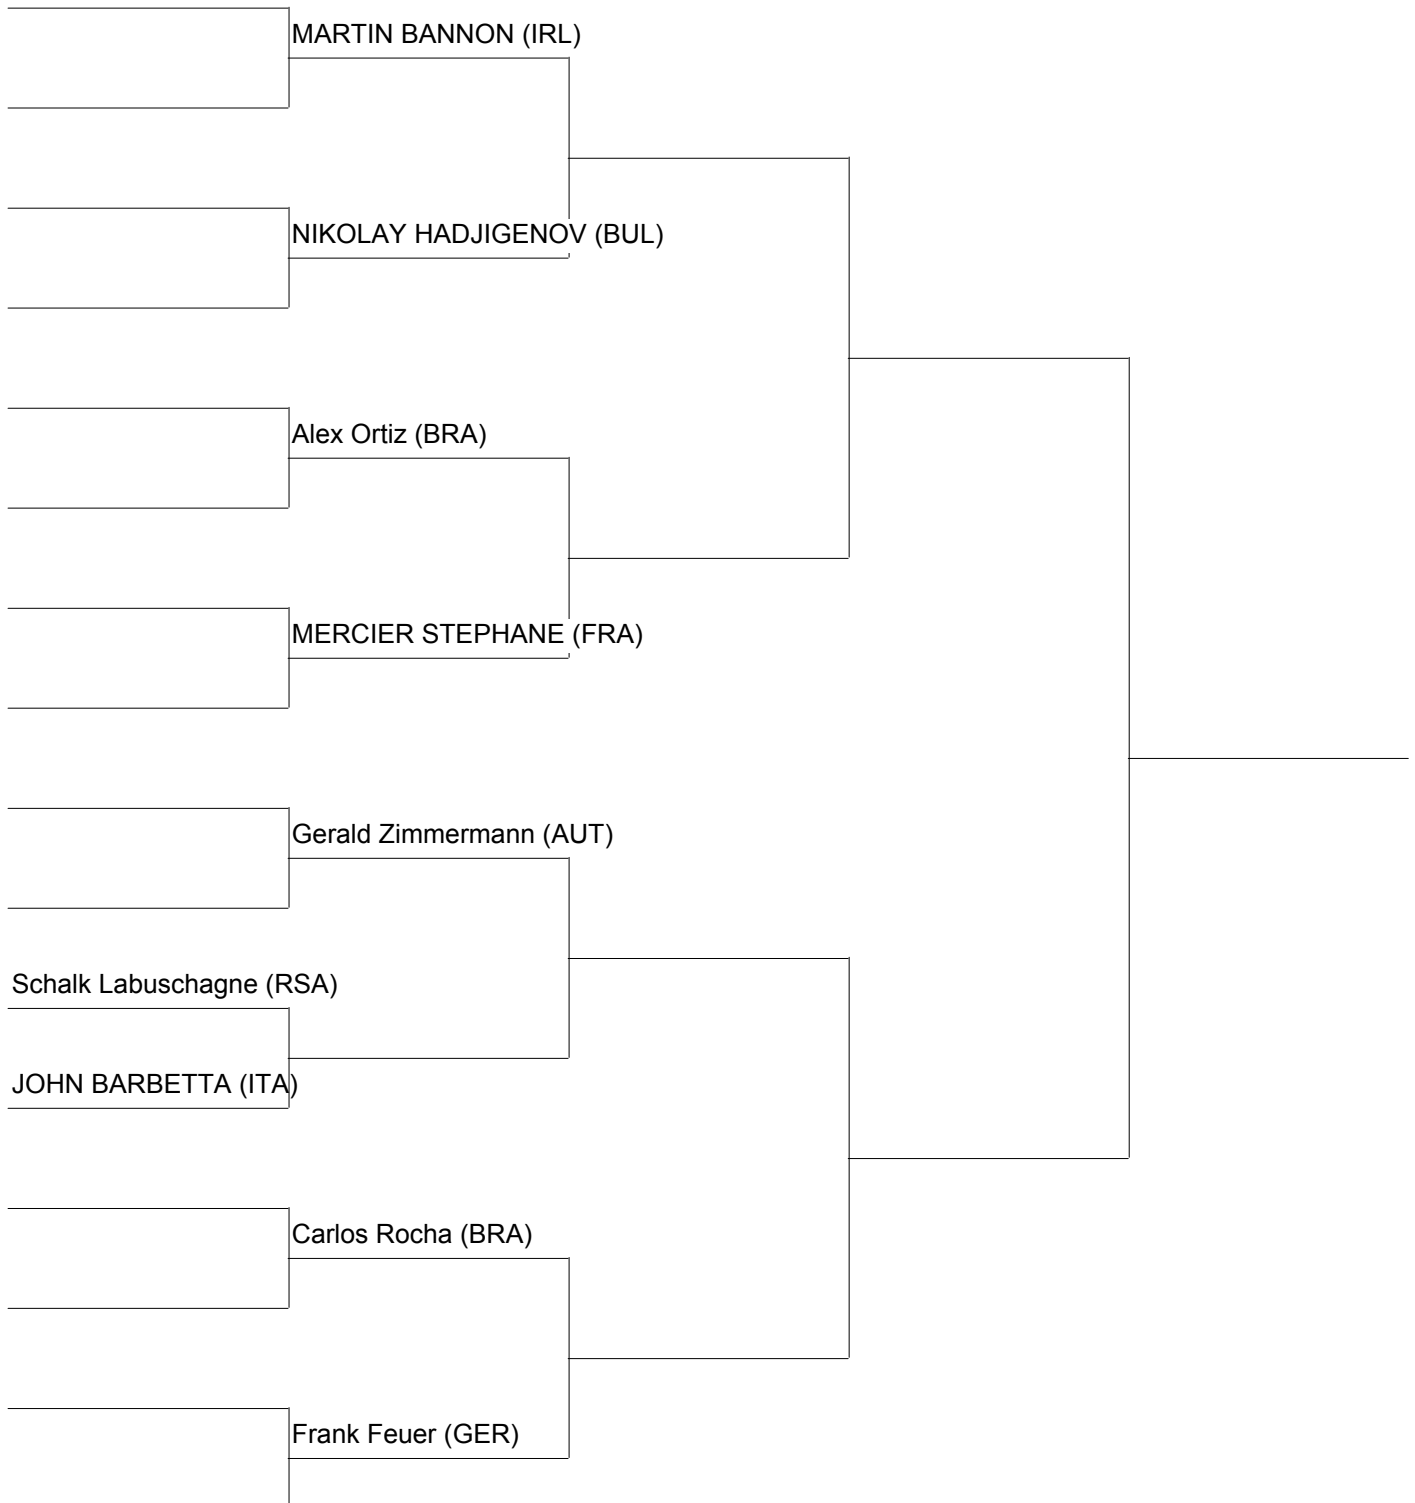 MARTIN BANNON (IRL)
NIKOLAY HADJIGENOV (BUL)
Alex Ortiz (BRA)
MERCIER STEPHANE (FRA)
Gerald Zimmermann (AUT)
Schalk Labuschagne (RSA)
JOHN BARBETTA (ITA)
Carlos Rocha (BRA)
Frank Feuer (GER)